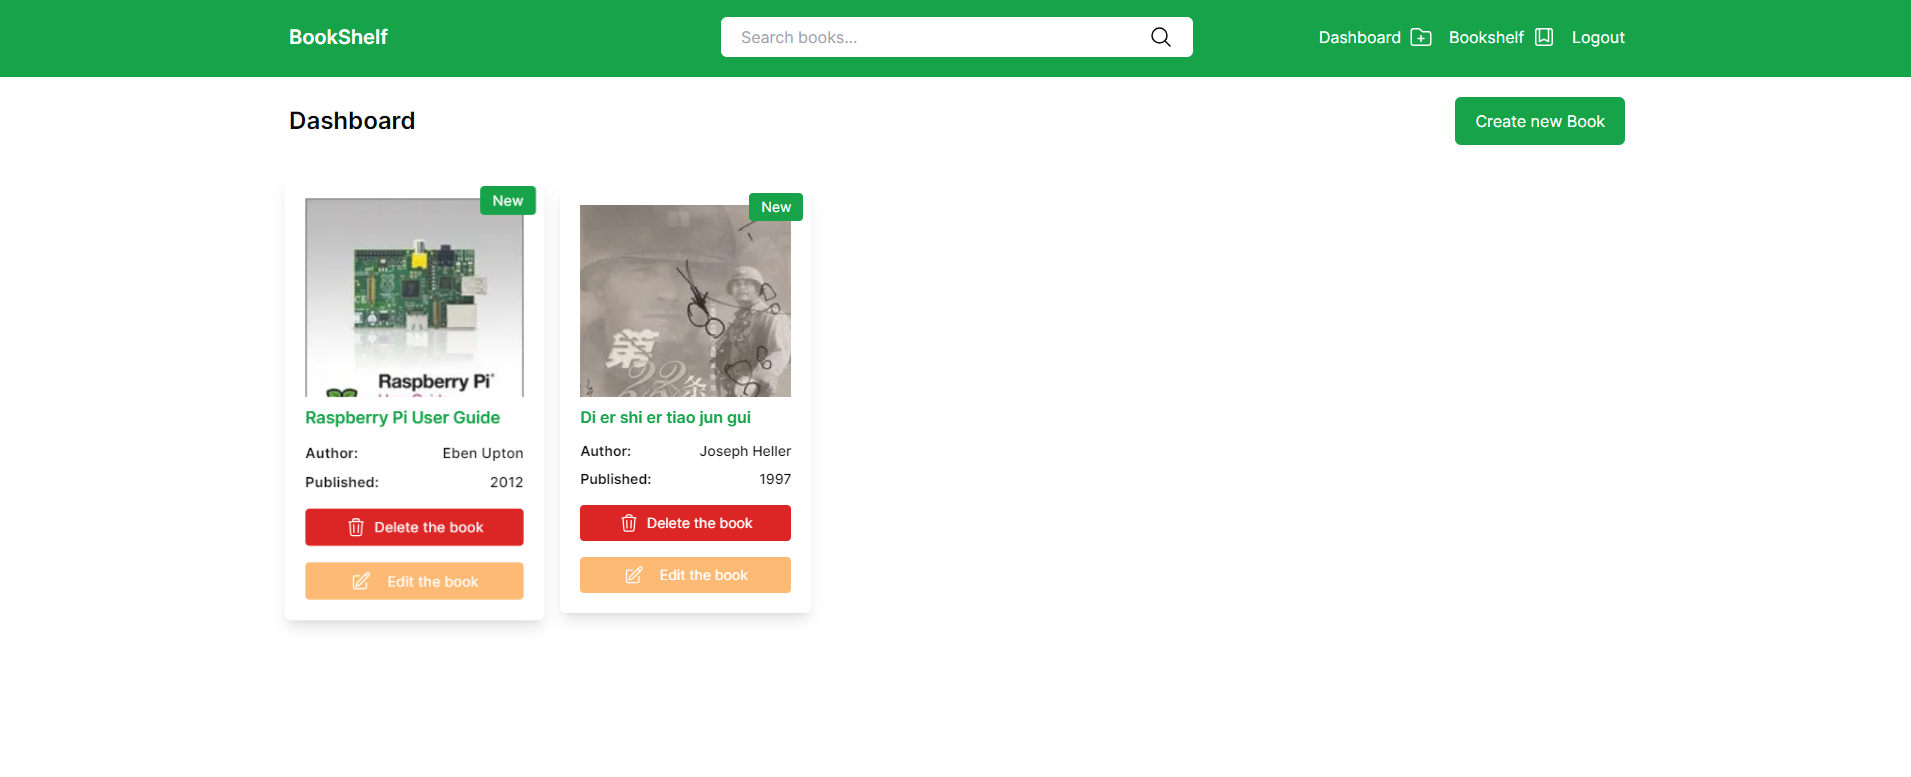 BookShelf
Search books...
Dashboard
Bookshelf
Logout
Dashboard
Create new Book
New
Raspberry Pi
Raspberry Pi User Guide
Author: Eben Upton
Published: 2012
Delete the book
Edit the book
New
第
22条
Di er shi er tiao jun gui
Author: Joseph Heller
Published: 1997
Delete the book
Edit the book